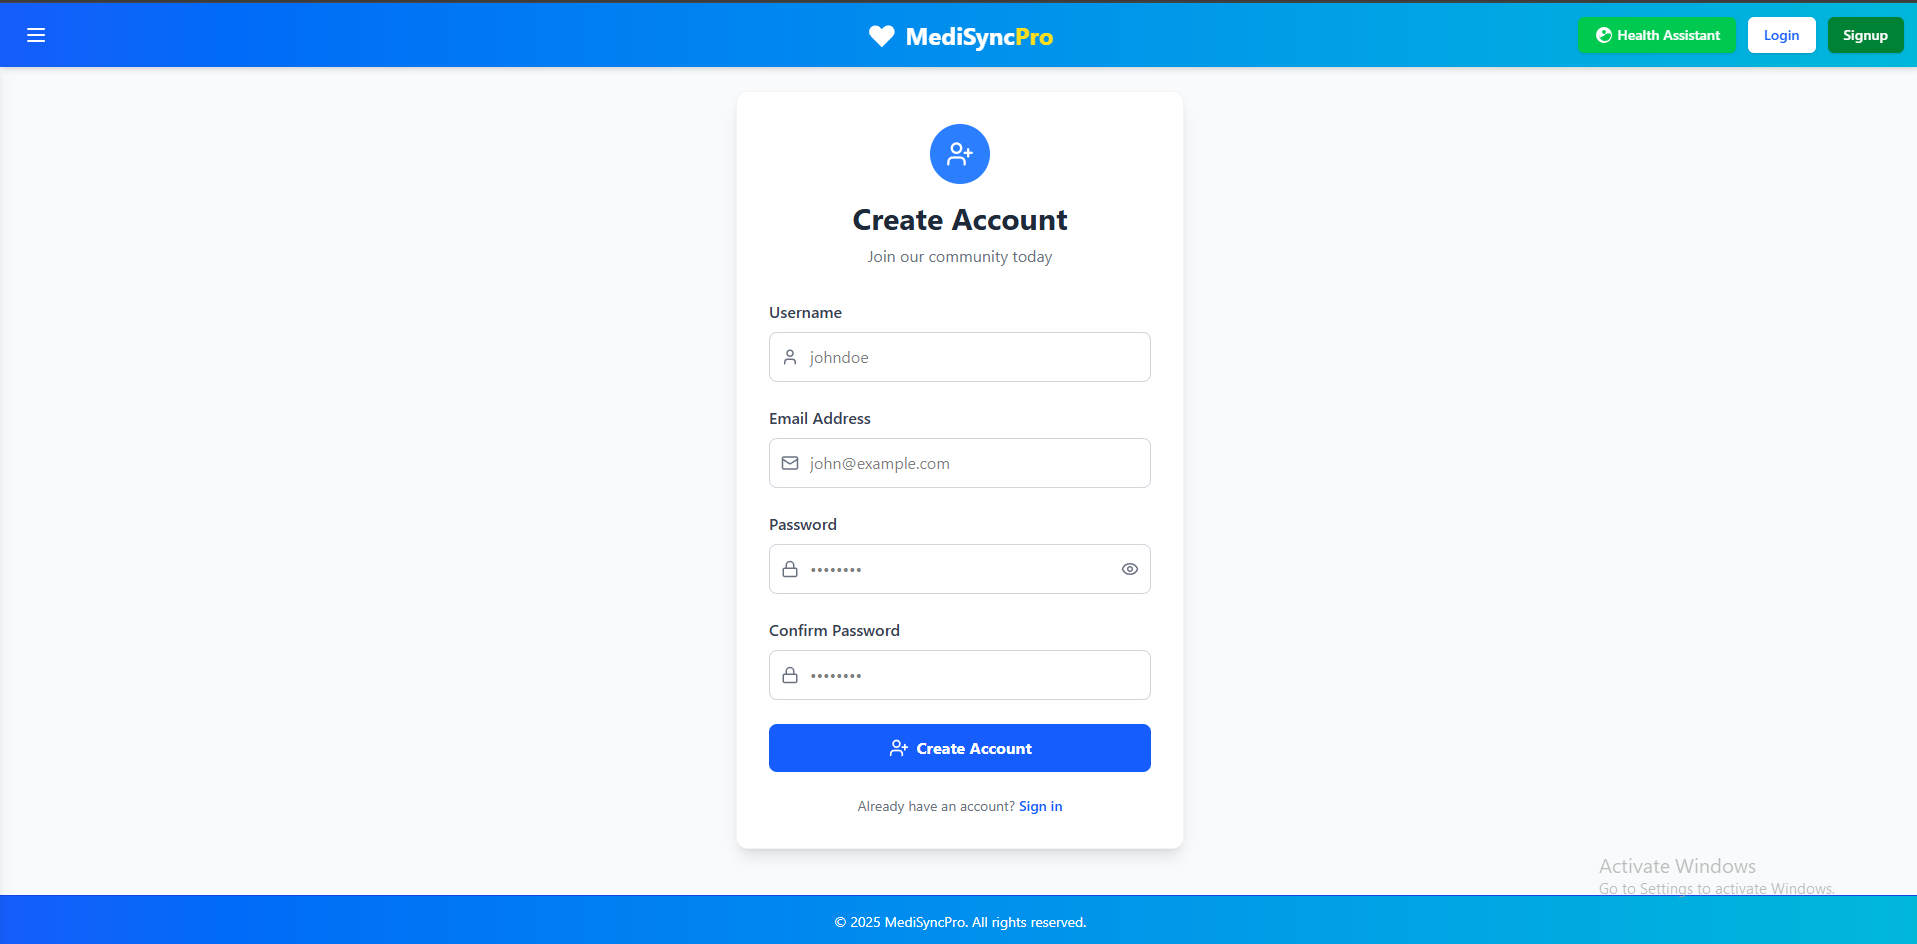 MediSyncPro
Health Assistant
Login
Signup
Create Account
Join our community today
Username
johndoe
Email Address
john@example.com
Password
••••••••
Confirm Password
••••••••
Create Account
Already have an account? Sign in
Activate Windows
Go to Settings to activate Windows.
© 2025 MediSyncPro. All rights reserved.